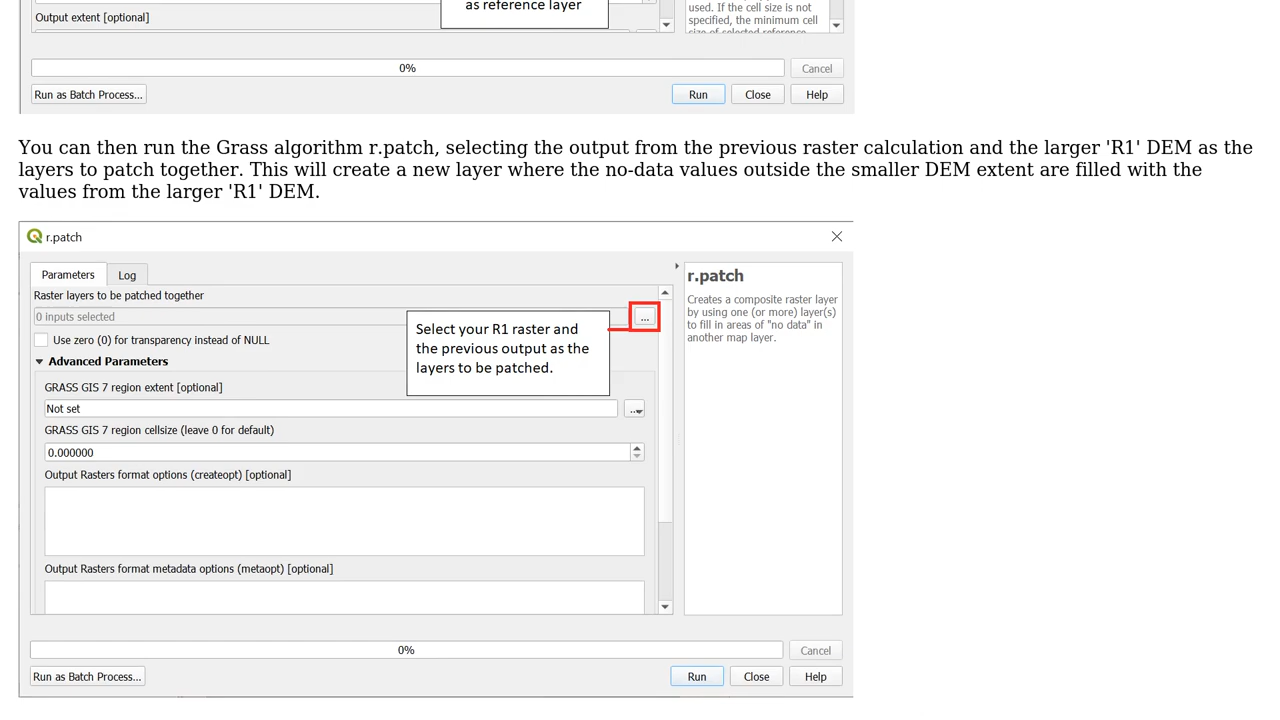 as reference layer
used. If the cell size is not
specified, the minimum cell
size of selected reference
Output extent [optional]
0%
Cancel
Run as Batch Process...
Run
Close
Help
You can then run the Grass algorithm r.patch, selecting the output from the previous raster calculation and the larger 'R1' DEM as the
layers to patch together. This will create a new layer where the no-data values outside the smaller DEM extent are filled with the
values from the larger 'R1' DEM.
r.patch
Parameters
Log
Raster layers to be patched together
0 inputs selected
...
Select your R1 raster and
the previous output as the
layers to be patched.
Use zero (0) for transparency instead of NULL
Advanced Parameters
GRASS GIS 7 region extent [optional]
Not set
...
GRASS GIS 7 region cellsize (leave 0 for default)
0.000000
Output Rasters format options (createopt) [optional]
Output Rasters format metadata options (metaopt) [optional]
r.patch
Creates a composite raster layer
by using one (or more) layer(s)
to fill in areas of "no data" in
another map layer.
0%
Cancel
Run as Batch Process...
Run
Close
Help